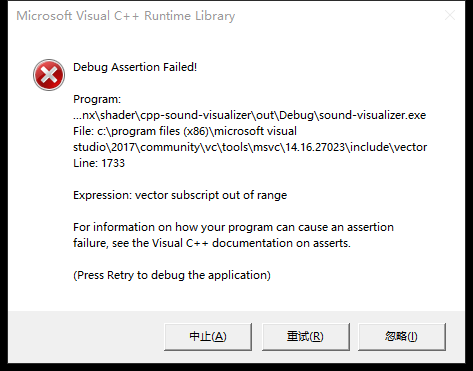 Microsoft Visual C++ Runtime Library
Debug Assertion Failed!
Program:
...nx\shader\cpp-sound-visualizer\out\Debug\sound-visualizer.exe
File: c:\program files (x86)\microsoft visual
studio\2017\community\vc\tools\msvc\14.16.27023\include\vector
Line: 1733
Expression: vector subscript out of range
For information on how your program can cause an assertion
failure, see the Visual C++ documentation on asserts.
(Press Retry to debug the application)
中止(A) 重试(R) 忽略(I)